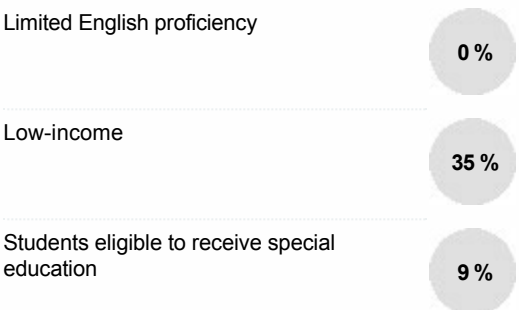 Limited English proficiency
0 %
Low-income
35 %
Students eligible to receive special
education
9 %